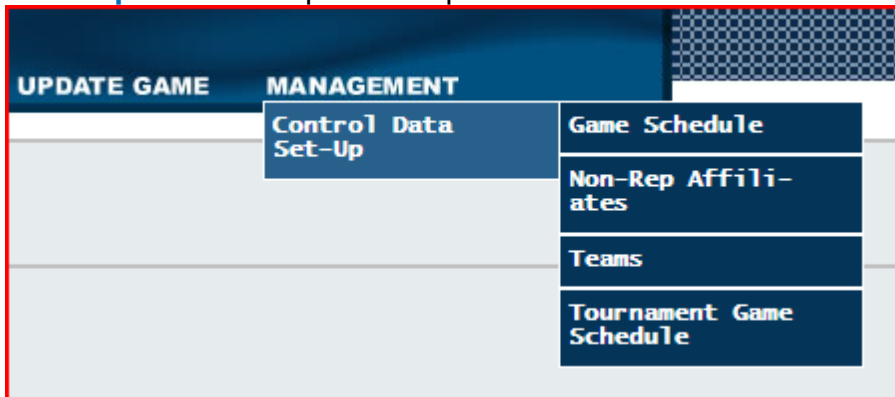 UPDATE GAME MANAGEMENT
Control Data
Set-Up
Game Schedule
Non-Rep Affili-
ates
Teams
Tournament Game
Schedule